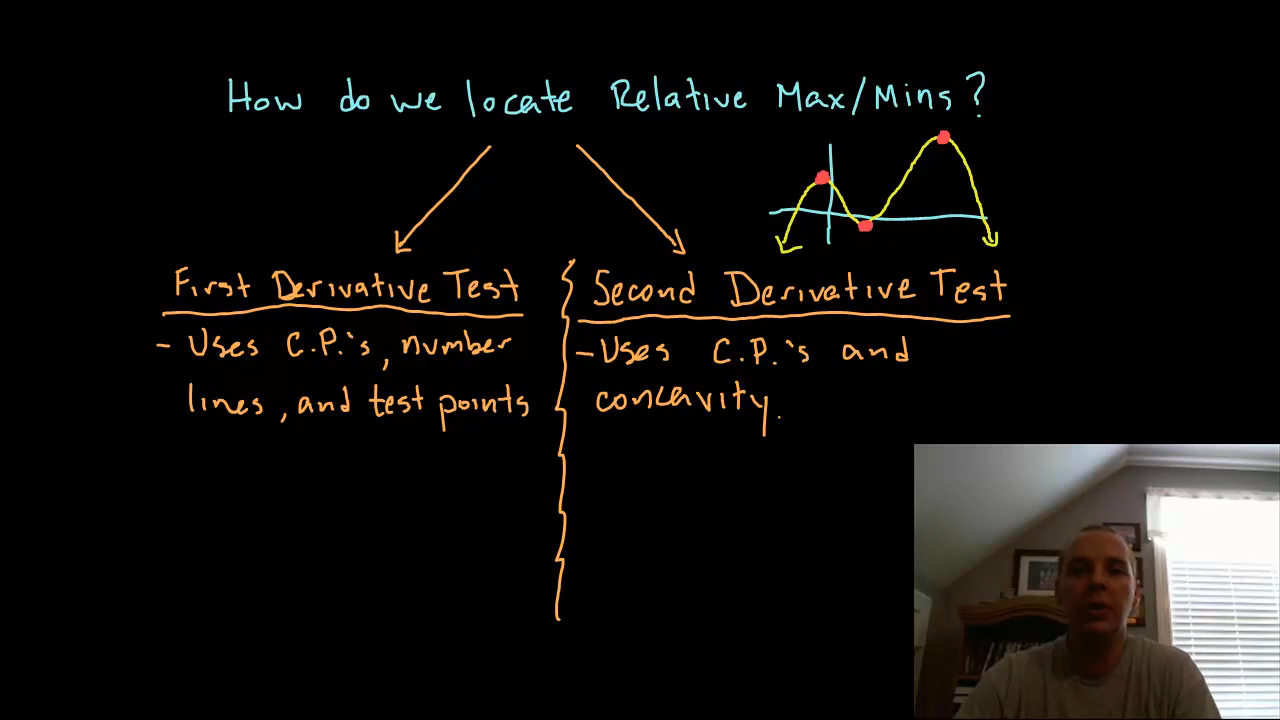 How do we locate Relative Max/Mins?
First Derivative Test
- Uses C.P.'s, number
lines, and test points
Second Derivative Test
- Uses C.P.'s and
concavity.